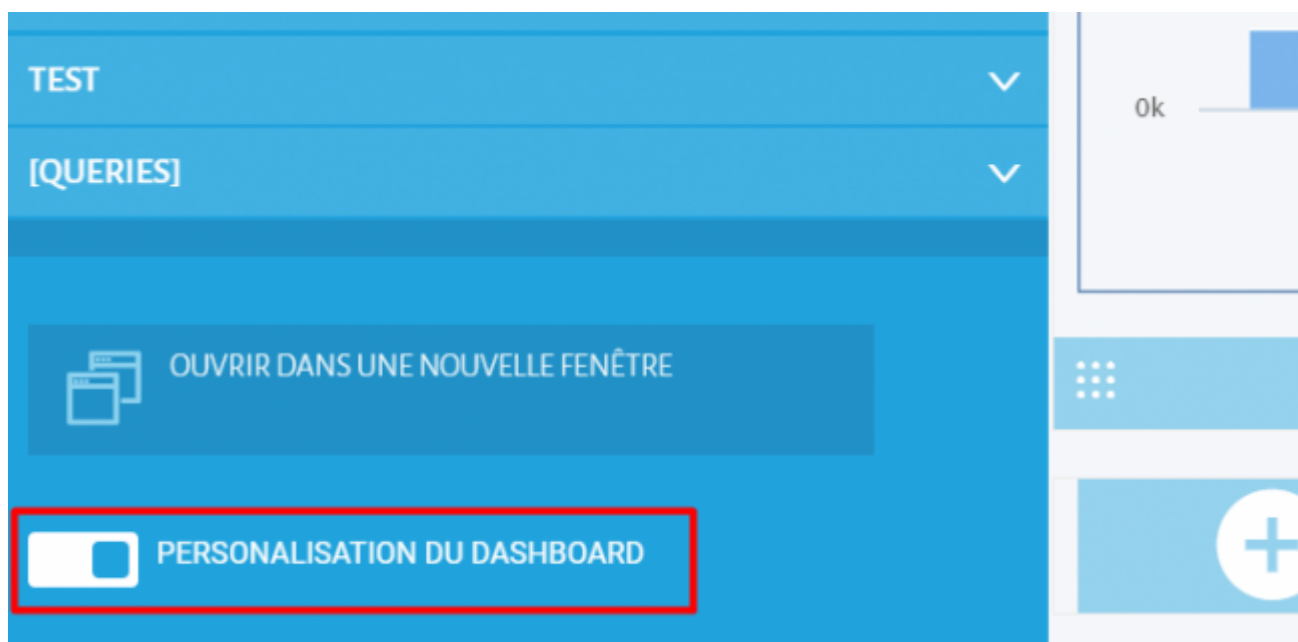 TEST
0k
[QUERIES]
OUVRIR DANS UNE NOUVELLE FENÊTRE
PERSONALISATION DU DASHBOARD